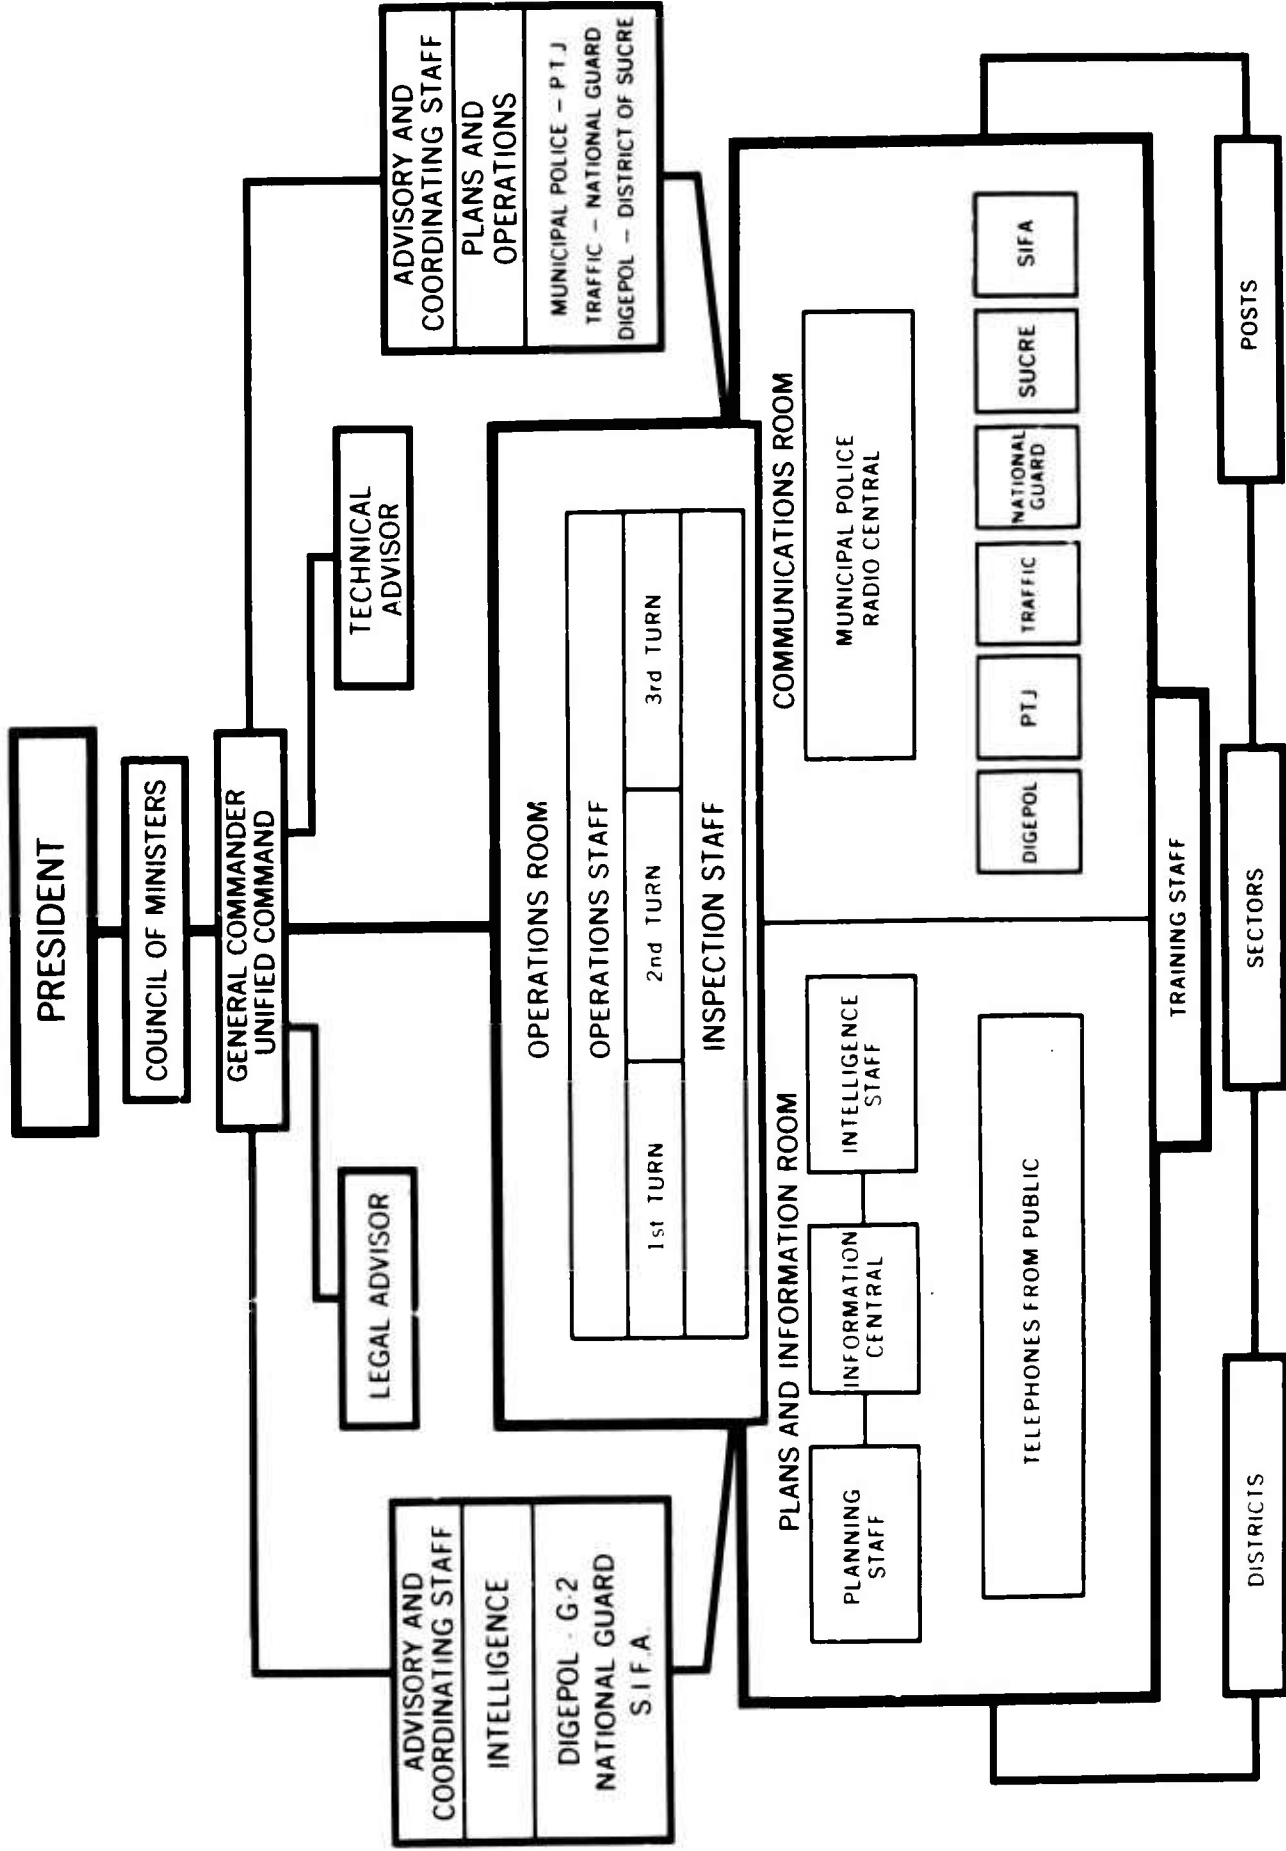 PRESIDENT
COUNCIL OF MINISTERS
GENERAL COMMANDER
UNIFIED COMMAND
LEGAL ADVISOR
TECHNICAL
ADVISOR
ADVISORY AND
COORDINATING STAFF
INTELLIGENCE
DIGEPOL - G-2
NATIONAL GUARD
S.I.F.A.
ADVISORY AND
COORDINATING STAFF
PLANS AND
OPERATIONS
MUNICIPAL POLICE – PTJ
TRAFFIC – NATIONAL GUARD
DIGEPOL – DISTRICT OF SUCRE
OPERATIONS ROOM
OPERATIONS STAFF
1st TURN
2nd TURN
3rd TURN
INSPECTION STAFF
PLANS AND INFORMATION ROOM
PLANNING
STAFF
INFORMATION
CENTRAL
INTELLIGENCE
STAFF
TELEPHONES FROM PUBLIC
COMMUNICATIONS ROOM
MUNICIPAL POLICE
RADIO CENTRAL
DIGEPOL
PTJ
TRAFFIC
NATIONAL
GUARD
SUCRE
SIFA
TRAINING STAFF
DISTRICTS
SECTORS
POSTS